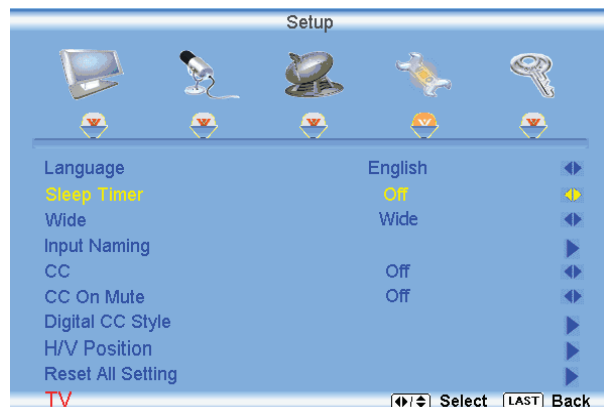 Setup
Language English
Sleep Timer Off
Wide Wide
Input Naming
CC Off
CC On Mute Off
Digital CC Style
H/V Position
Reset All Setting
TV / Select LAST Back